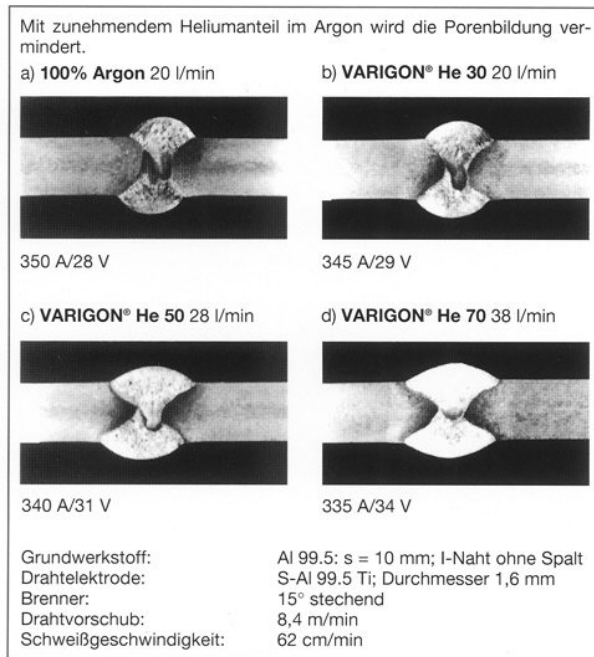 Mit zunehmendem Heliumanteil im Argon wird die Porenbildung ver-
mindert.
a) 100% Argon 20 l/min
b) VARIGON® He 30 20 l/min
350 A/28 V
345 A/29 V
c) VARIGON® He 50 28 l/min
d) VARIGON® He 70 38 l/min
340 A/31 V
335 A/34 V
Grundwerkstoff: Al 99.5: s = 10 mm; I-Naht ohne Spalt
Drahtelektrode: S-Al 99.5 Ti; Durchmesser 1,6 mm
Brenner: 15° stechend
Drahtvorschub: 8,4 m/min
Schweißgeschwindigkeit: 62 cm/min